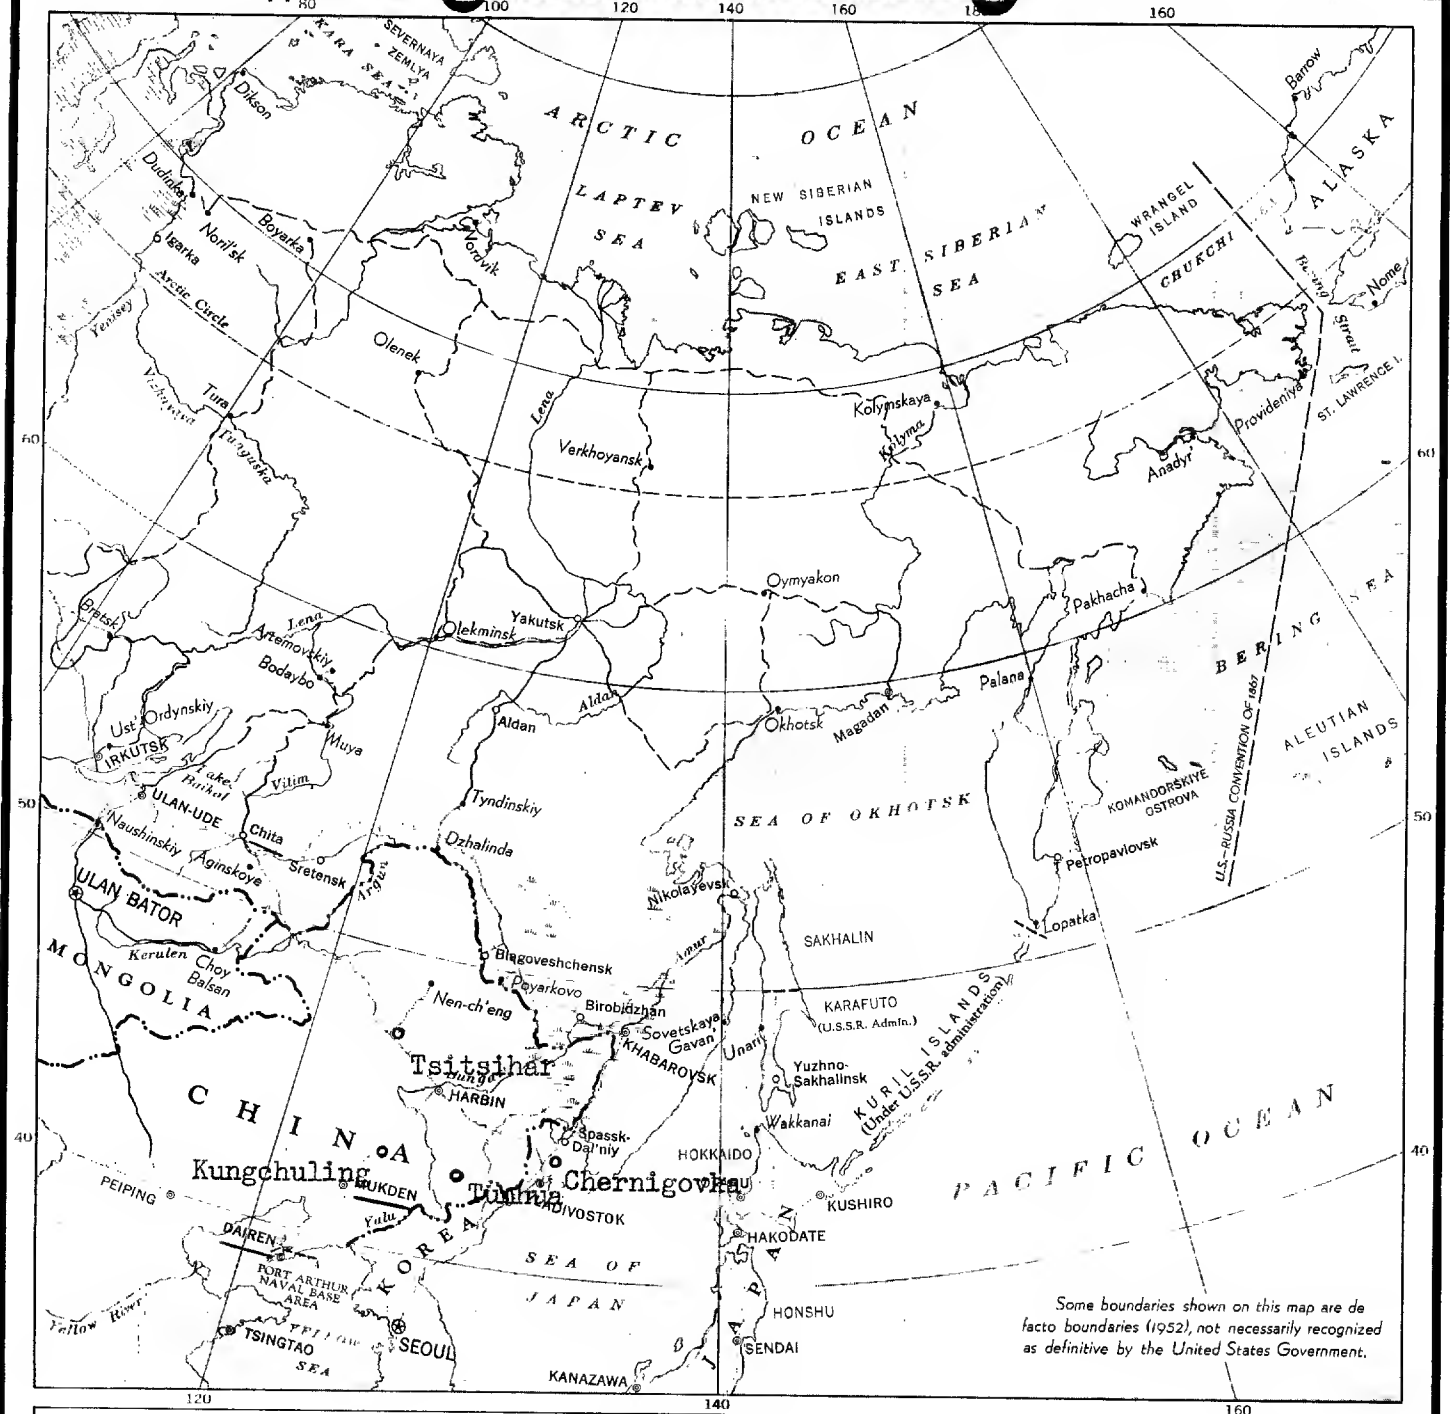 80
100
120
140
160
180
160
KARA SEA
SEVERNAYA
ZEMLYA
Dikson
Barrow
ARCTIC OCEAN
ALASKA
Dudinka
LAPTEV
SEA
NEW SIBERIAN
ISLANDS
WRANGEL
ISLAND
Noril'sk
Boyarka
Igarka
Nordvik
EAST SIBERIAN
SEA
CHUKCHI
Bering
Strait
Nome
Arctic Circle
Yenisey
Olenek
Lena
Tura
Tunguska
Kolymskaya
Kolyma
Provideniya
ST. LAWRENCE I.
60
60
Verkhoyansk
Anadyr'
Oymyakon
Bratsk
Lena
Artemovskiy
Bodaybo
Olekminsk
Yakutsk
Pakhacha
BERING SEA
Palana
Aldan
Aldan
Okhotsk
Magadan
Ust' Ordynskiy
IRKUTSK
Muya
Lake
Baikal
Vitim
U.S.—RUSSIA CONVENTION OF 1867
ALEUTIAN
ISLANDS
KOMANDORSKIYE
OSTROVA
50
50
ULAN-UDE
Tyndinskiy
SEA OF OKHOTSK
Naushinskiy
Chita
Aginskoye
Sretensk
Dzhalinda
Argun
Petropavlovsk
ULAN BATOR
Nikolayevsk
Lopatka
MONGOLIA
Kerulen
Choy
Balsan
Blagoveshchensk
Poyarkovo
Nen-ch'eng
Amur
SAKHALIN
Birobidzhan
KARAFUTO
(U.S.S.R. Admin.)
Sovetskaya
Gavan'
Unari
KHABAROVSK
KURIL ISLANDS
(Under U.S.S.R. administration)
Tsitsihar
HARBIN
Yuzhno-
Sakhalinsk
CHINA
Spassk-
Dal'niy
Wakkanai
40
40
Kungchuling
HOKKAIDO
PACIFIC OCEAN
PEIPING
MUKDEN
Tunhua
Chernigovka
KUSHIRO
Yalu
KOREA
HAKODATE
DAIREN
PORT ARTHUR
NAVAL BASE
AREA
SEA OF
JAPAN
JAPAN
HONSHU
Yellow River
TSINGTAO
YELLOW
SEA
SEOUL
SENDAI
KANAZAWA
Some boundaries shown on this map are de
facto boundaries (1952), not necessarily recognized
as definitive by the United States Government.
120
140
160